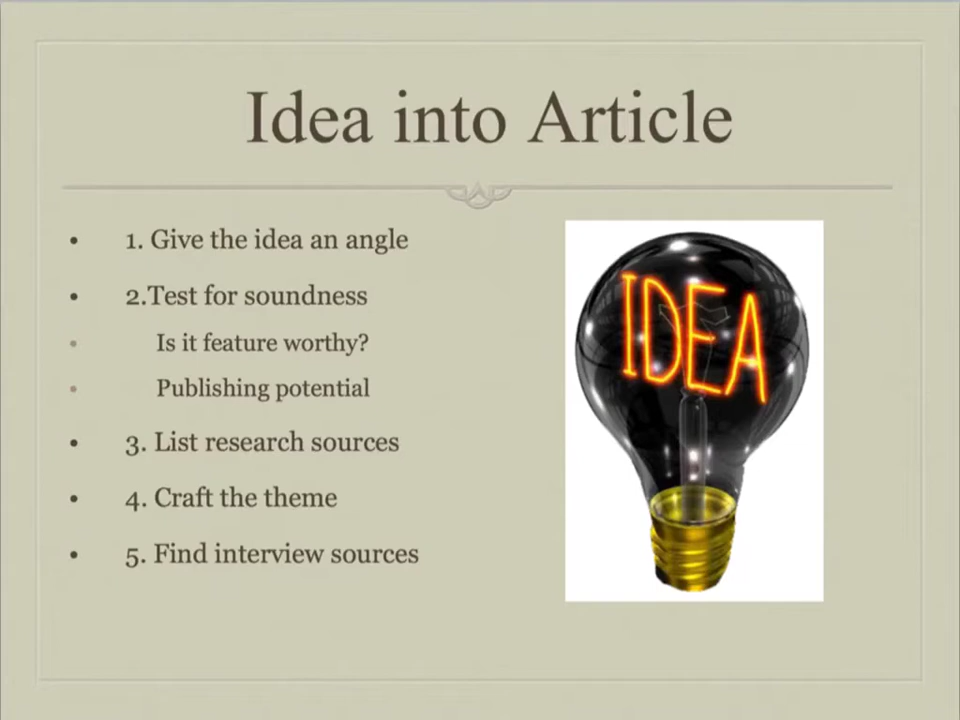 Idea into Article
• 1. Give the idea an angle
• 2.Test for soundness
• Is it feature worthy?
• Publishing potential
• 3. List research sources
• 4. Craft the theme
• 5. Find interview sources
IDEA